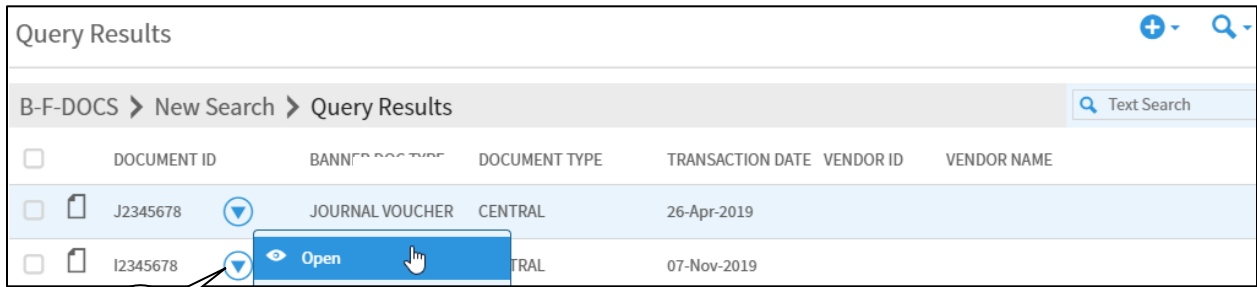 Query Results
B-F-DOCS > New Search > Query Results Text Search
DOCUMENT ID DOCUMENT TYPE TRANSACTION DATE VENDOR ID VENDOR NAME
J2345678 JOURNAL VOUCHER CENTRAL 26-Apr-2019
I2345678 Open TRAL 07-Nov-2019